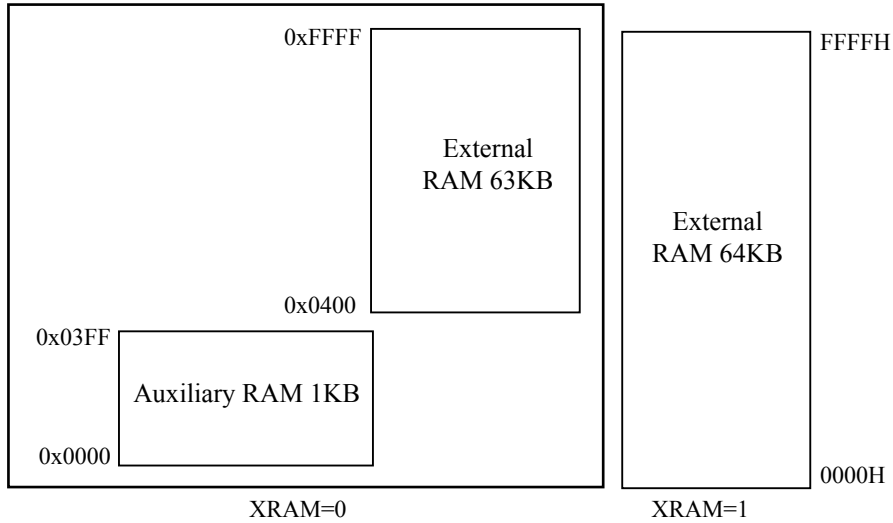 0xFFFF
External
RAM 63KB
0x0400
0x03FF
Auxiliary RAM 1KB
0x0000
XRAM=0
FFFFH
External
RAM 64KB
0000H
XRAM=1